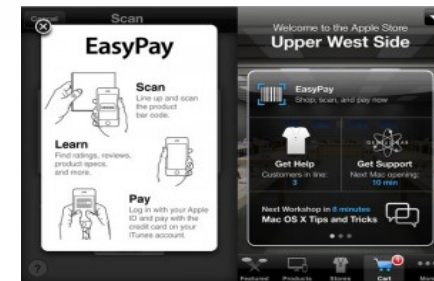 Cancel
Scan
EasyPay
Scan
Line up and scan
the product
bar code.
Learn
Find ratings, reviews,
product specs,
and more.
Pay
Log in with your Apple
ID and pay with the
credit card on your
iTunes account.
?
Welcome to the Apple Store
Upper West Side
EasyPay
Shop, scan, and pay now
Get Help
Customers in line:
3
GENIUS BAR
Get Support
Next Mac opening:
10 min
Next Workshop in 8 minutes
Mac OS X Tips and Tricks
Featured
Products
Stores
Cart